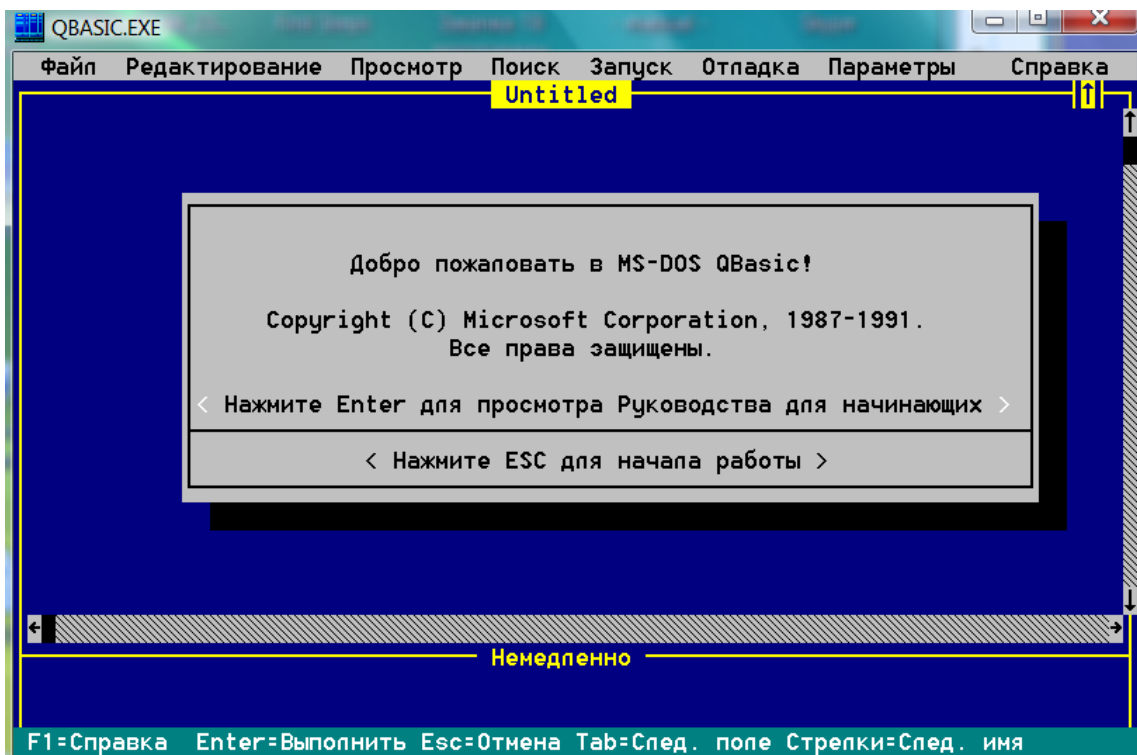 QBASIC.EXE
Файл Редактирование Просмотр Поиск Запуск Отладка Параметры Справка
Untitled
Добро пожаловать в MS-DOS QBasic!
Copyright (C) Microsoft Corporation, 1987-1991.
Все права защищены.
< Нажмите Enter для просмотра Руководства для начинающих >
< Нажмите ESC для начала работы >
Немедленно
F1=Справка Enter=Выполнить Esc=Отмена Tab=След. поле Стрелки=След. имя